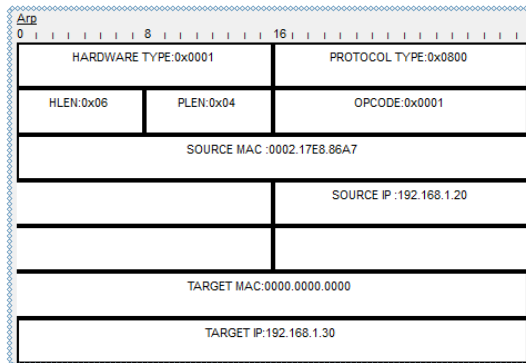 Arp
0 8 16
HARDWARE TYPE:0x0001 PROTOCOL TYPE:0x0800
HLEN:0x06 PLEN:0x04 OPCODE:0x0001
SOURCE MAC :0002.17E8.86A7
SOURCE IP :192.168.1.20
TARGET MAC:0000.0000.0000
TARGET IP:192.168.1.30